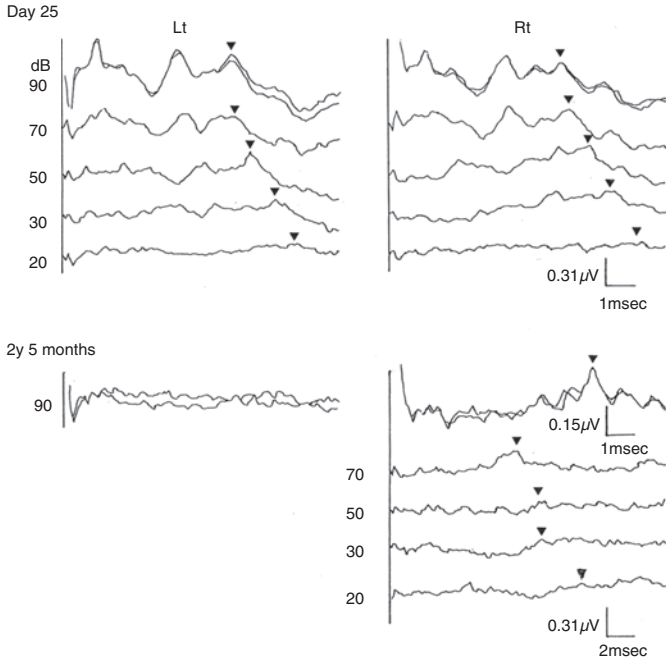 Day 25
Lt
Rt
dB
90
70
50
30
20
0.31µV
1msec
2y 5 months
90
0.15µV
1msec
70
50
30
20
0.31µV
2msec